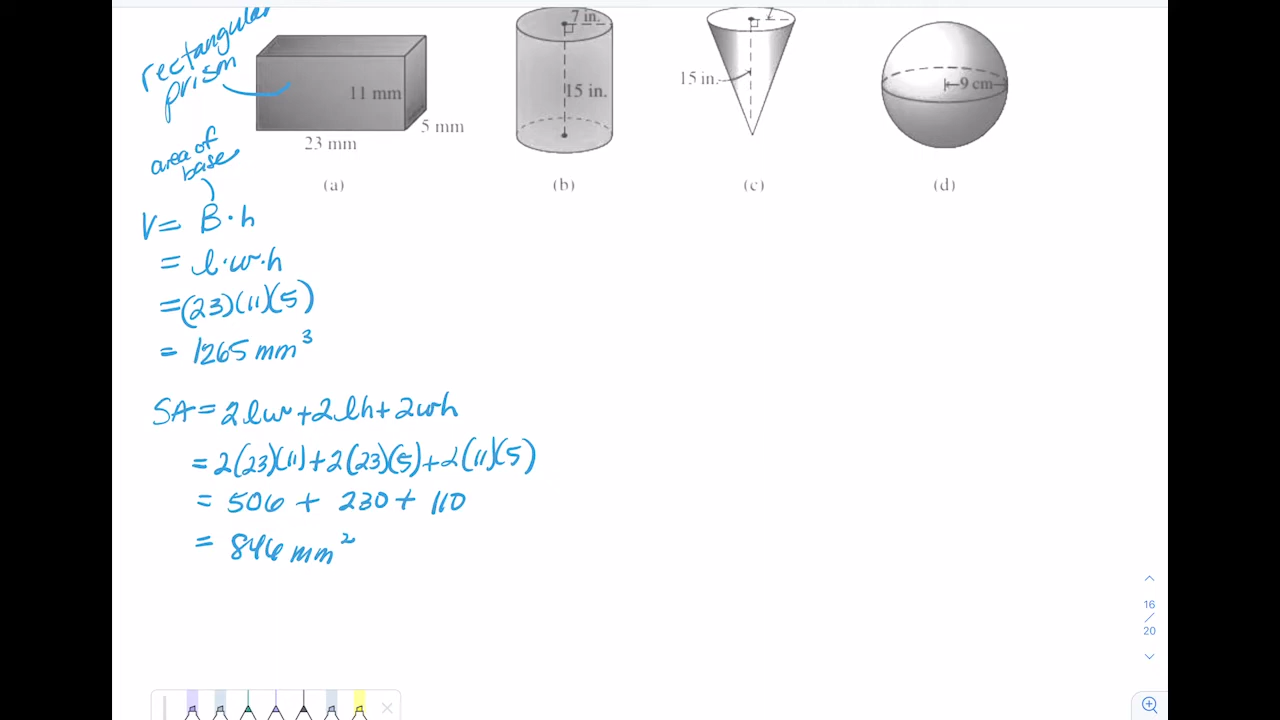 rectangular
prism
7 in.
11 mm
15 in.
15 in.
9 cm
5 mm
23 mm
(a)
(b)
(c)
(d)
area of
base
V = B · h
= l · w · h
= (23)(11)(5)
= 1265 mm³
SA = 2lw + 2lh + 2wh
= 2(23)(11) + 2(23)(5) + 2(11)(5)
= 506 + 230 + 110
= 846 mm²
16
/
20